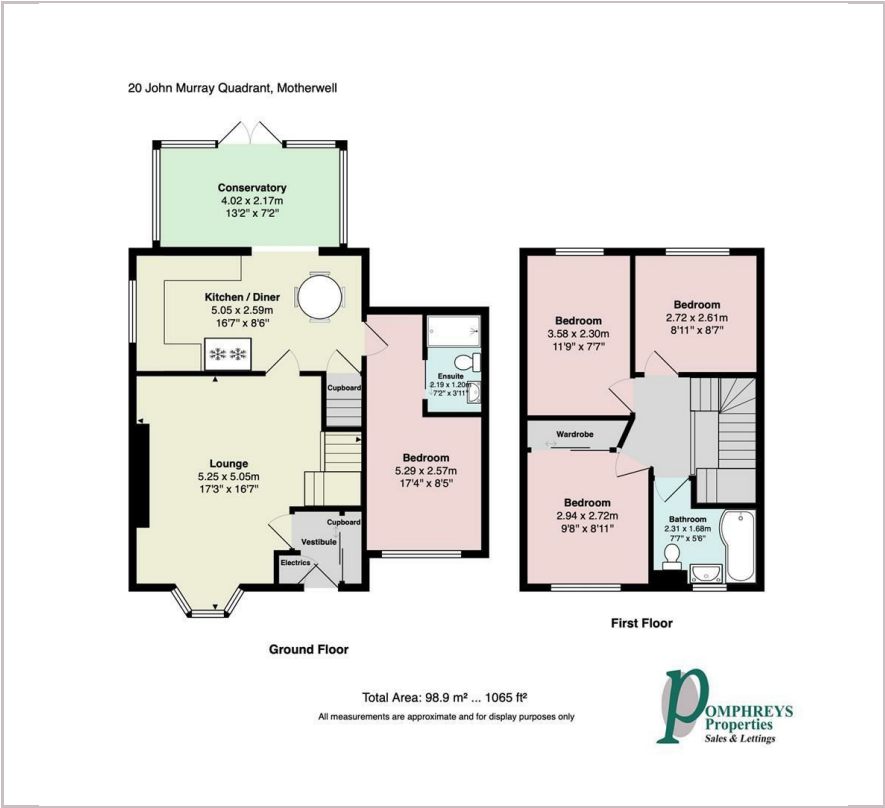 20 John Murray Quadrant, Motherwell
Conservatory
4.02 x 2.17m
13'2" x 7'2"
Kitchen / Diner
5.05 x 2.59m
16'7" x 8'6"
Cupboard
Ensuite
2.19 x 1.20m
7'2" x 3'11"
Lounge
5.25 x 5.05m
17'3" x 16'7"
Bedroom
5.29 x 2.57m
17'4" x 8'5"
Cupboard
Vestibule
Electrics
Ground Floor
Bedroom
3.58 x 2.30m
11'9" x 7'7"
Bedroom
2.72 x 2.61m
8'11" x 8'7"
Wardrobe
Bedroom
2.94 x 2.72m
9'8" x 8'11"
Bathroom
2.31 x 1.68m
7'7" x 5'6"
First Floor
Total Area: 98.9 m² ... 1065 ft²
All measurements are approximate and for display purposes only
POMPHREYS
Properties
Sales & Lettings